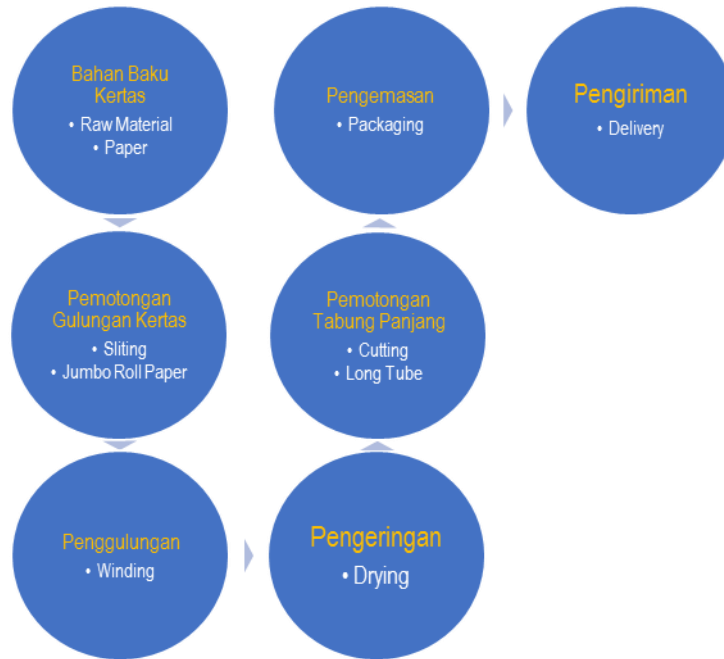 Bahan Baku
Kertas
• Raw Material
• Paper
Pemotongan
Gulungan Kertas
• Sliting
• Jumbo Roll Paper
Penggulungan
• Winding
Pengeringan
• Drying
Pemotongan
Tabung Panjang
• Cutting
• Long Tube
Pengemasan
• Packaging
Pengiriman
• Delivery